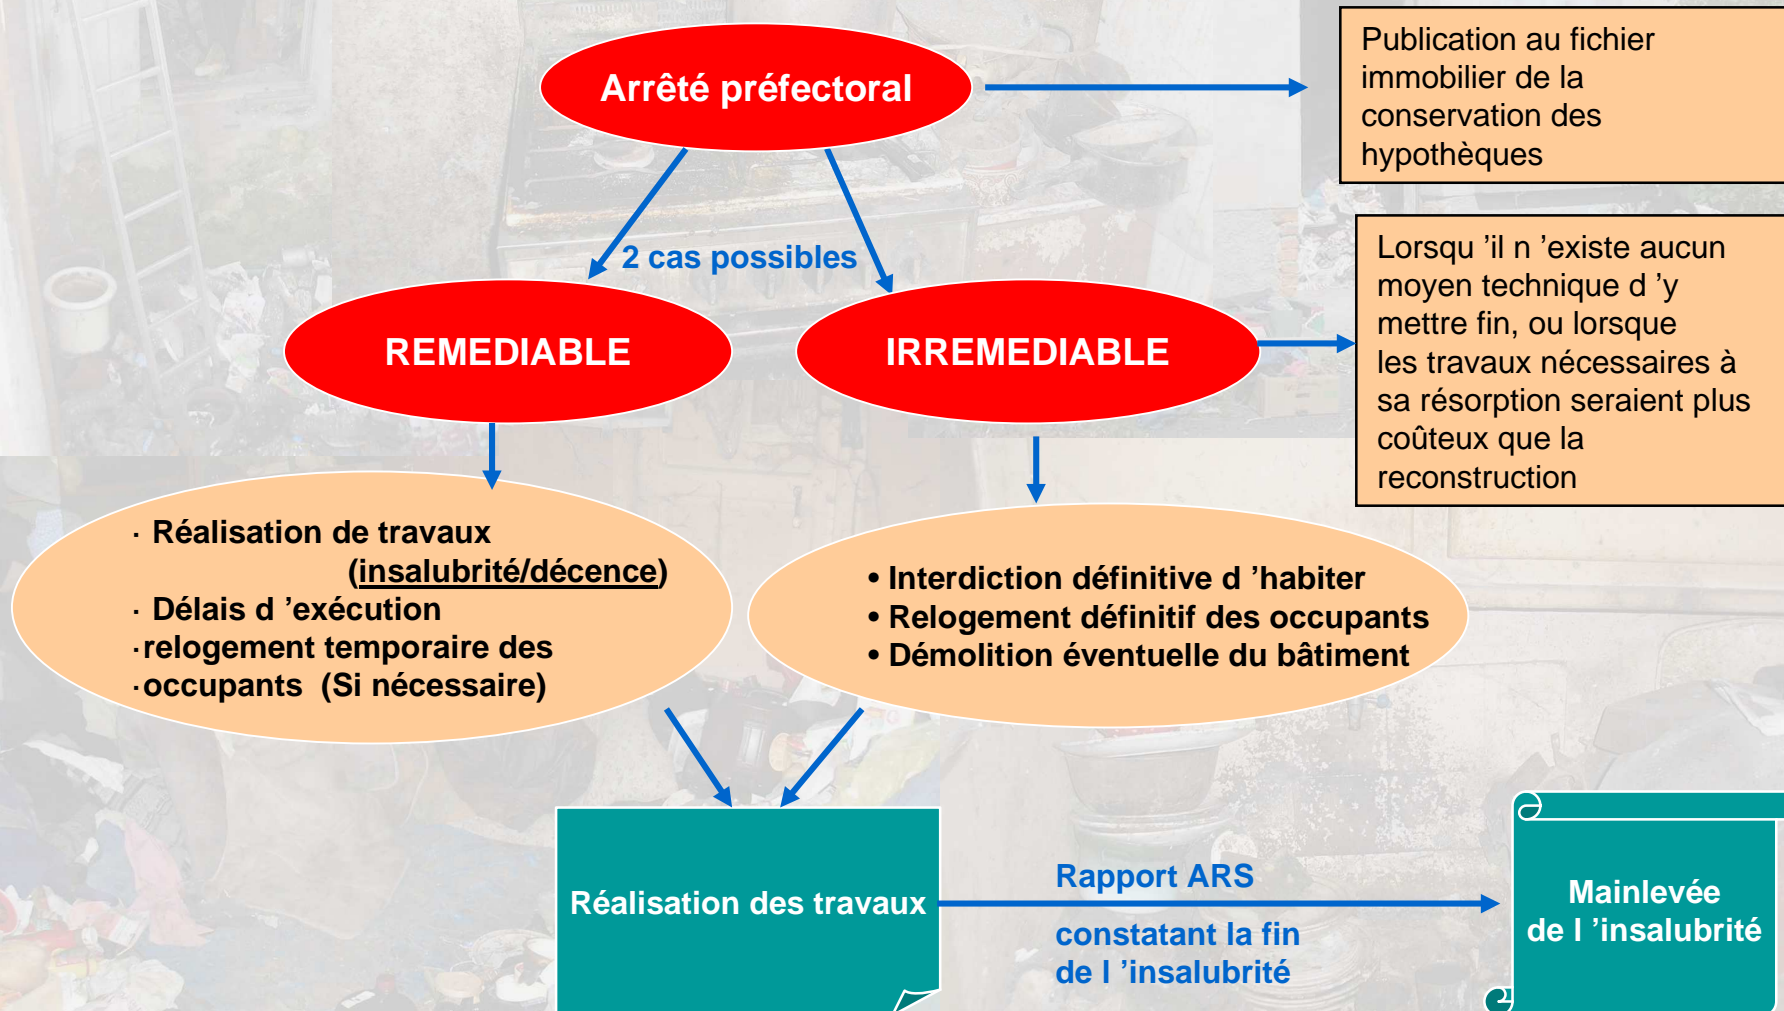 Arrêté préfectoral
Publication au fichier
immobilier de la
conservation des
hypothèques
2 cas possibles
REMEDIABLE
IRREMEDIABLE
Lorsqu ’il n ’existe aucun
moyen technique d ’y
mettre fin, ou lorsque
les travaux nécessaires à
sa résorption seraient plus
coûteux que la
reconstruction
· Réalisation de travaux
(insalubrité/décence)
· Délais d ’exécution
·relogement temporaire des
·occupants (Si nécessaire)
• Interdiction définitive d ’habiter
• Relogement définitif des occupants
• Démolition éventuelle du bâtiment
Réalisation des travaux
Rapport ARS
constatant la fin
de l ’insalubrité
Mainlevée
de l ’insalubrité